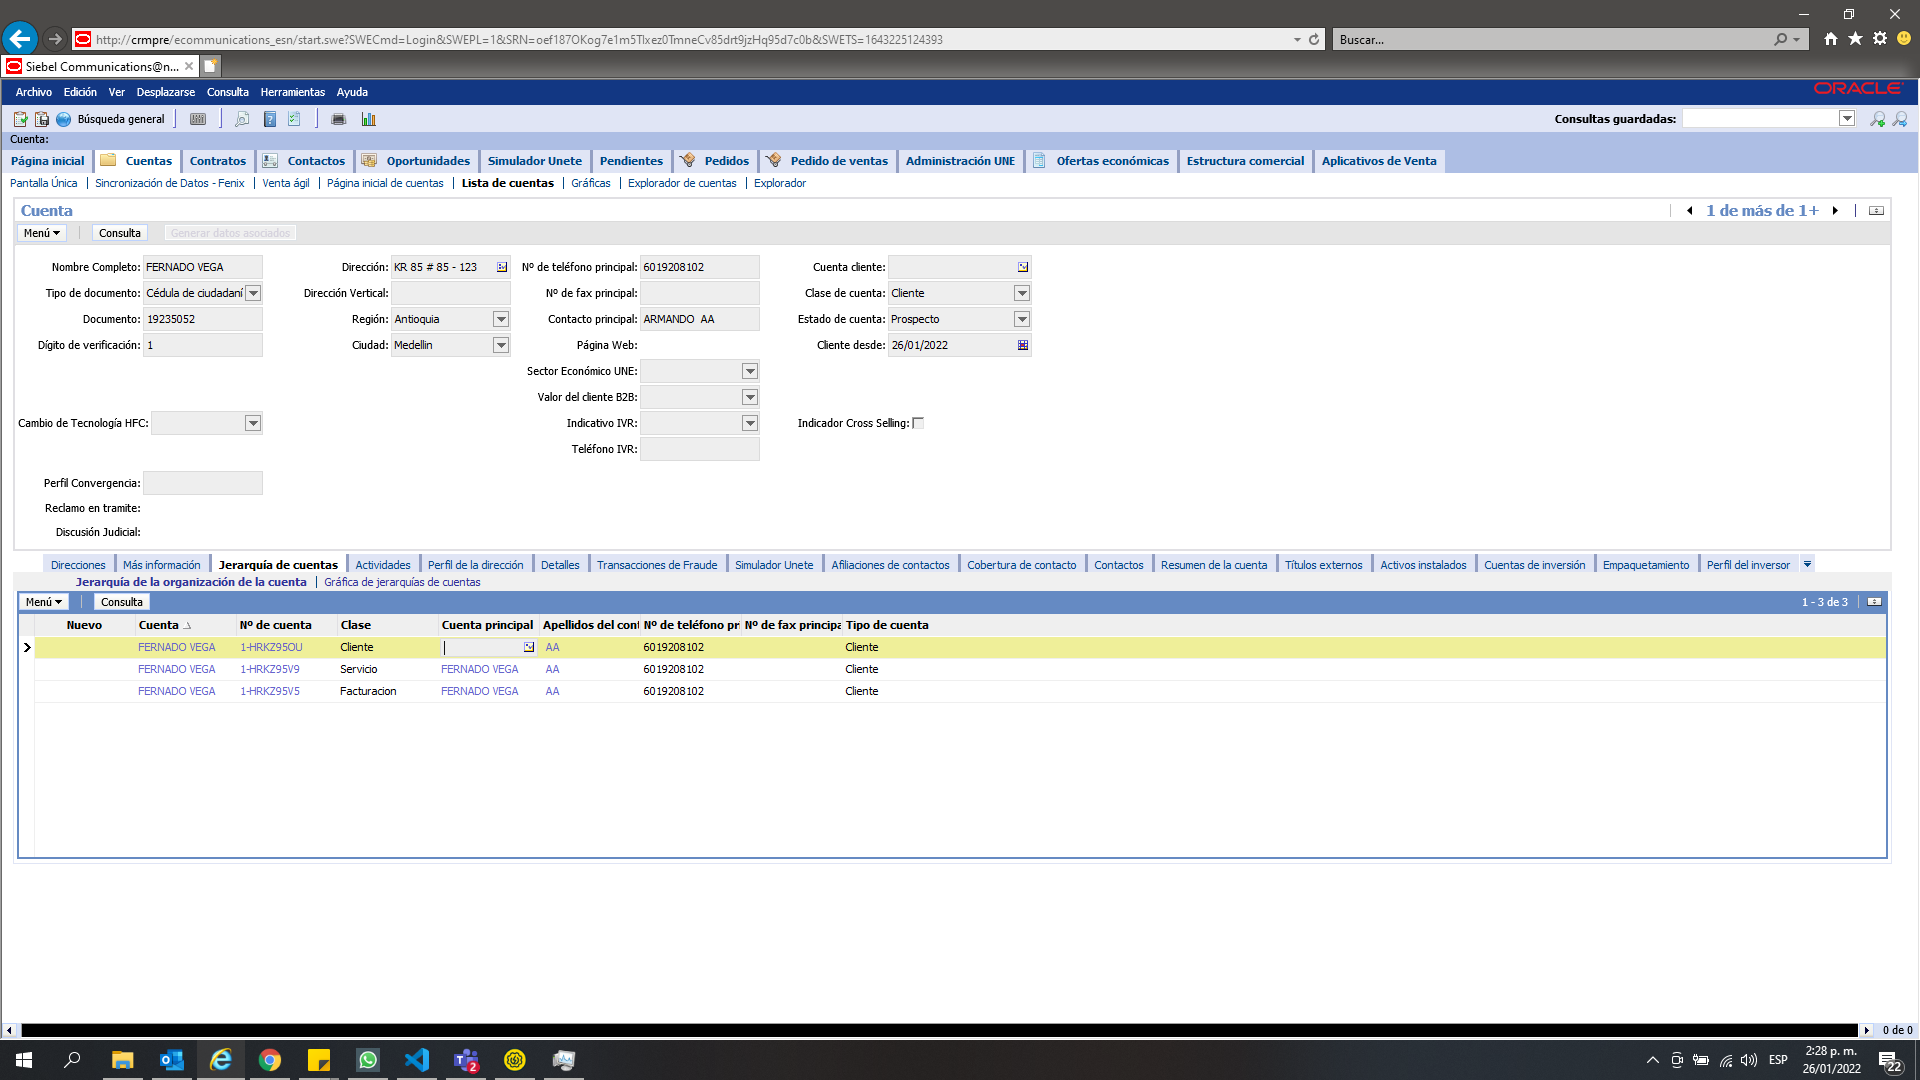 http://crmpre/ecommunications_esn/start.swe?SWECmd=Login&SWEPL=1&SRN=oef187OKog7e1m5Tlxez0TmneCv85drt9jzHq95d7c0b&SWETS=1643225124393
Buscar...
Siebel Communications@n...
Archivo Edición Ver Desplazarse Consulta Herramientas Ayuda
ORACLE
Búsqueda general
Consultas guardadas:
Cuenta:
Página inicial Cuentas Contratos Contactos Oportunidades Simulador Unete Pendientes Pedidos Pedido de ventas Administración UNE Ofertas económicas Estructura comercial Aplicativos de Venta
Pantalla Única Sincronización de Datos - Fenix Venta ágil Página inicial de cuentas Lista de cuentas Gráficas Explorador de cuentas Explorador
Cuenta
1 de más de 1+
Menú Consulta Generar datos asociados
Nombre Completo: FERNADO VEGA Dirección: KR 85 # 85 - 123 Nº de teléfono principal: 6019208102 Cuenta cliente:
Tipo de documento: Cédula de ciudadaní Dirección Vertical: Nº de fax principal: Clase de cuenta: Cliente
Documento: 19235052 Región: Antioquia Contacto principal: ARMANDO AA Estado de cuenta: Prospecto
Dígito de verificación: 1 Ciudad: Medellin Página Web: Cliente desde: 26/01/2022
Sector Económico UNE:
Valor del cliente B2B:
Cambio de Tecnología HFC: Indicativo IVR: Indicador Cross Selling:
Teléfono IVR:
Perfil Convergencia:
Reclamo en tramite:
Discusión Judicial:
Direcciones Más información Jerarquía de cuentas Actividades Perfil de la dirección Detalles Transacciones de Fraude Simulador Unete Afiliaciones de contactos Cobertura de contacto Contactos Resumen de la cuenta Títulos externos Activos instalados Cuentas de inversión Empaquetamiento Perfil del inversor
Jerarquía de la organización de la cuenta Gráfica de jerarquías de cuentas
Menú Consulta 1 - 3 de 3
Nuevo Cuenta Nº de cuenta Clase Cuenta principal Apellidos del cont Nº de teléfono pr Nº de fax principa Tipo de cuenta
FERNADO VEGA 1-HRKZ95OU Cliente AA 6019208102 Cliente
FERNADO VEGA 1-HRKZ95V9 Servicio FERNADO VEGA AA 6019208102 Cliente
FERNADO VEGA 1-HRKZ95V5 Facturacion FERNADO VEGA AA 6019208102 Cliente
0 de 0
2
ESP
2:28 p. m.
26/01/2022
22